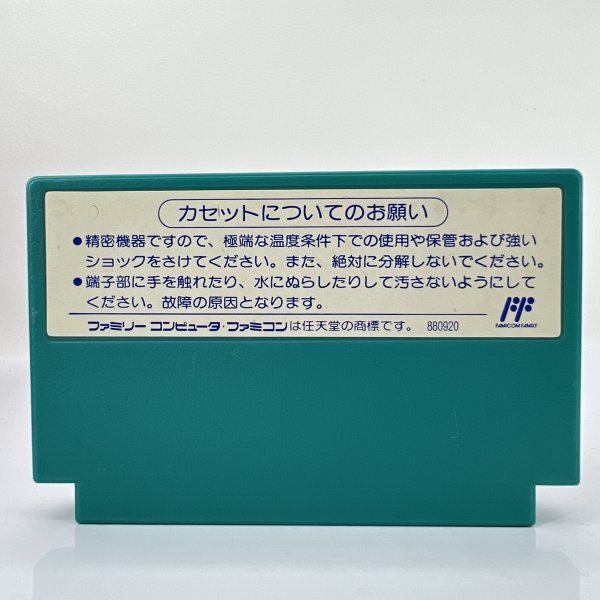 カセットについてのお願い
●精密機器ですので、極端な温度条件下での使用や保管および強い
ショックをさけてください。また、絶対に分解しないでください。
●端子部に手を触れたり、水にぬらしたりして汚さないようにして
ください。故障の原因となります。
FAMICOM FAMILY
ファミリー コンピュータ・ファミコンは任天堂の商標です。 880920